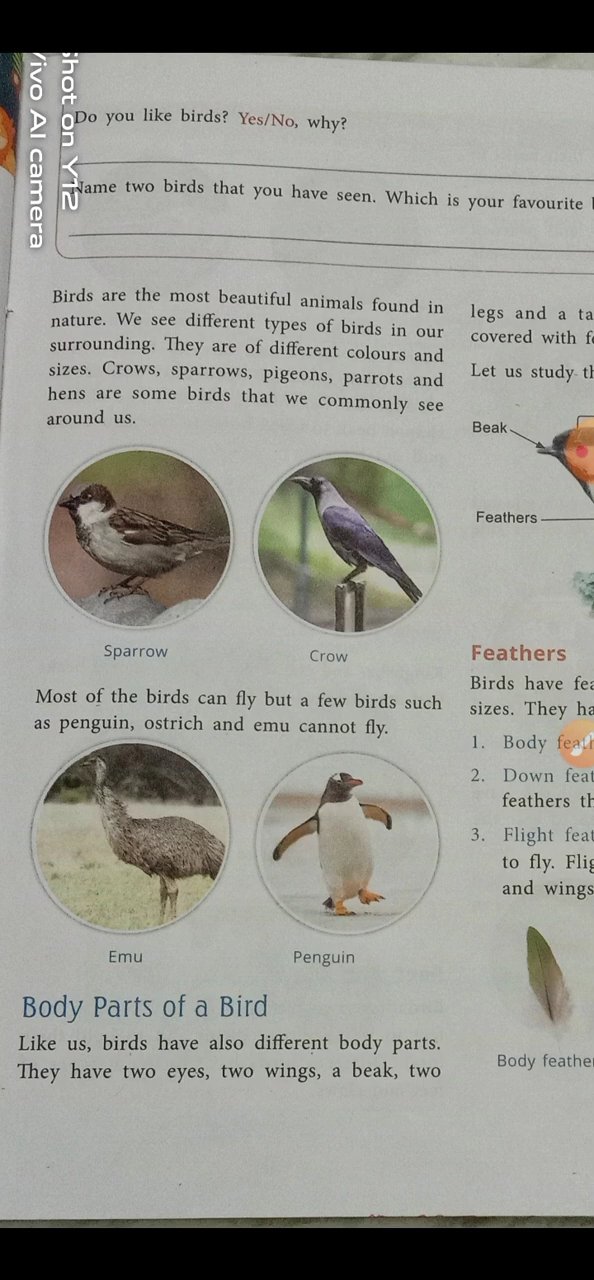 Shot on Y12
Vivo AI camera
Do you like birds? Yes/No, why?
Name two birds that you have seen. Which is your favourite
Birds are the most beautiful animals found in
nature. We see different types of birds in our
surrounding. They are of different colours and
sizes. Crows, sparrows, pigeons, parrots and
hens are some birds that we commonly see
around us.
Sparrow
Crow
Most of the birds can fly but a few birds such
as penguin, ostrich and emu cannot fly.
Emu
Penguin
Body Parts of a Bird
Like us, birds have also different body parts.
They have two eyes, two wings, a beak, two
legs and a
covered with
Let us study
Beak
Feathers
Feathers
Birds have
sizes. They
1. Body
2. Down
feathers
3. Flight
to fly.
and wings
Body